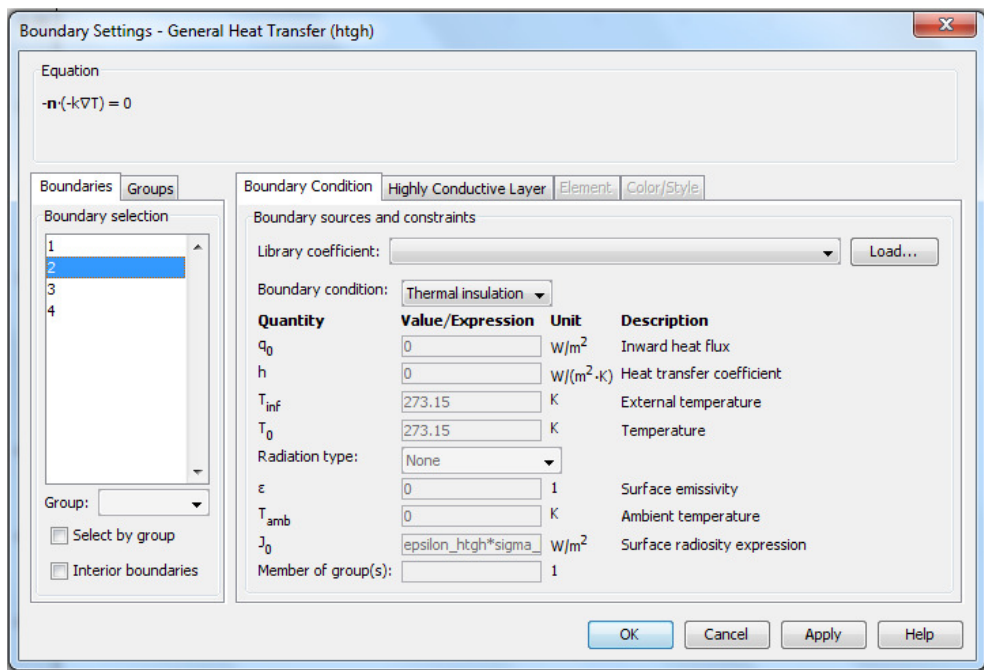 Boundary Settings - General Heat Transfer (htgh)
x
Equation
-n·(-k∇T) = 0
Boundaries Groups
Boundary selection
1
2
3
4
Group:
Select by group
Interior boundaries
Boundary Condition Highly Conductive Layer Element Color/Style
Boundary sources and constraints
Library coefficient: Load...
Boundary condition: Thermal insulation
Quantity Value/Expression Unit Description
q₀ 0 W/m² Inward heat flux
h 0 W/(m²·K) Heat transfer coefficient
T_inf 273.15 K External temperature
T₀ 273.15 K Temperature
Radiation type: None
ε 0 1 Surface emissivity
T_amb 0 K Ambient temperature
J₀ epsilon_htgh*sigma_ W/m² Surface radiosity expression
Member of group(s): 1
OK Cancel Apply Help